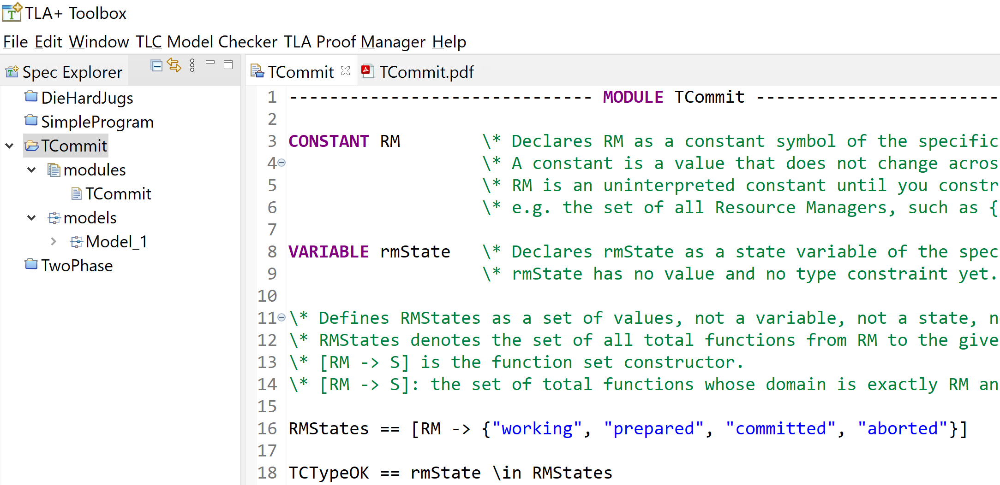 TLA+ Toolbox
File Edit Window TLC Model Checker TLA Proof Manager Help
Spec Explorer
DieHardJugs
SimpleProgram
TCommit
modules
TCommit
models
Model_1
TwoPhase
TCommit
TCommit.pdf
1 ------------------------------ MODULE TCommit ------------------------
2
3 CONSTANT RM \* Declares RM as a constant symbol of the specific
4 \* A constant is a value that does not change acros
5 \* RM is an uninterpreted constant until you constr
6 \* e.g. the set of all Resource Managers, such as {
7
8 VARIABLE rmState \* Declares rmState as a state variable of the spec
9 \* rmState has no value and no type constraint yet.
10
11 \* Defines RMStates as a set of values, not a variable, not a state, n
12 \* RMStates denotes the set of all total functions from RM to the give
13 \* [RM -> S] is the function set constructor.
14 \* [RM -> S]: the set of total functions whose domain is exactly RM an
15
16 RMStates == [RM -> {"working", "prepared", "committed", "aborted"}]
17
18 TCTypeOK == rmState \in RMStates